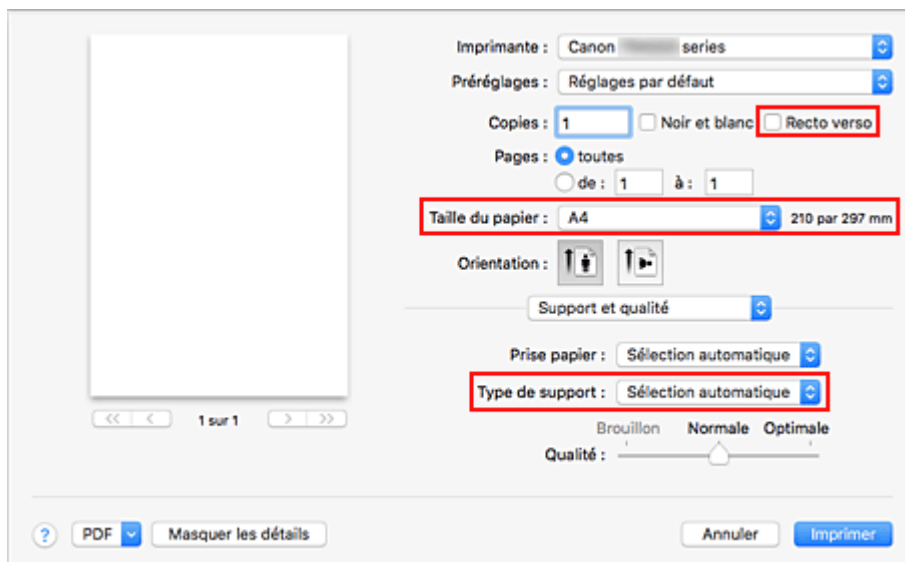 Imprimante : Canon series
Préréglages : Réglages par défaut
Copies : 1 Noir et blanc Recto verso
Pages : toutes
de : 1 à : 1
Taille du papier : A4 210 par 297 mm
Orientation :
Support et qualité
Prise papier : Sélection automatique
Type de support : Sélection automatique
<< < 1 sur 1 > >>
Brouillon Normale Optimale
Qualité :
? PDF Masquer les détails Annuler Imprimer